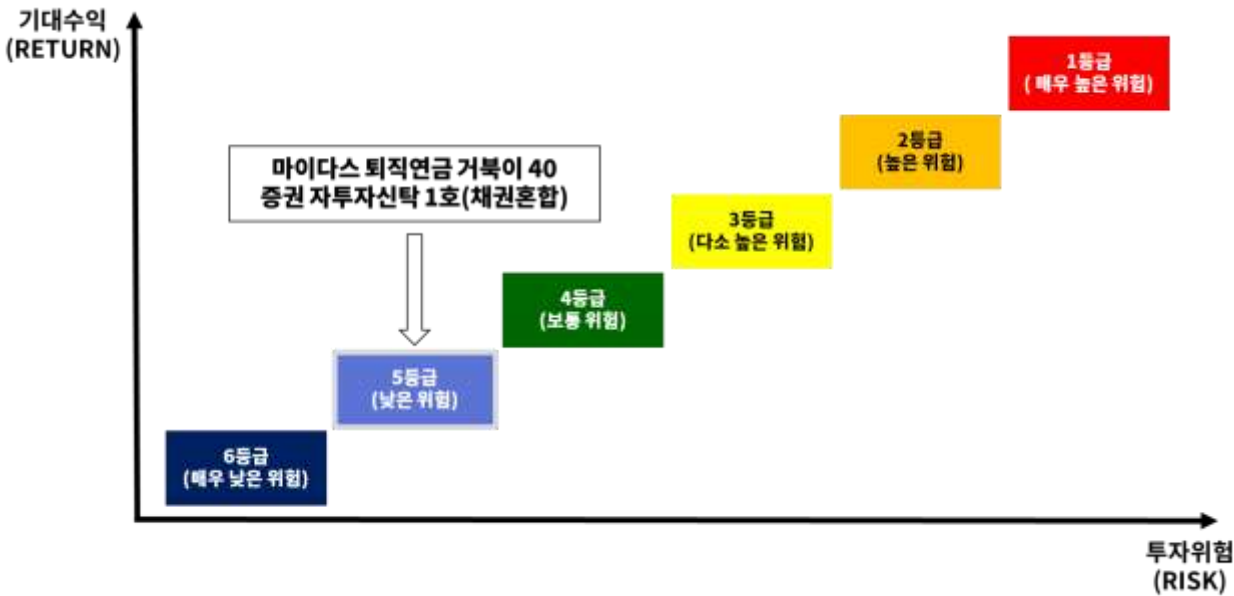 기대수익
(RETURN)
1등급
( 매우 높은 위험)
2등급
(높은 위험)
마이다스 퇴직연금 거북이 40
증권 자투자신탁 1호(채권혼합)
3등급
(다소 높은 위험)
4등급
(보통 위험)
5등급
(낮은 위험)
6등급
(매우 낮은 위험)
투자위험
(RISK)